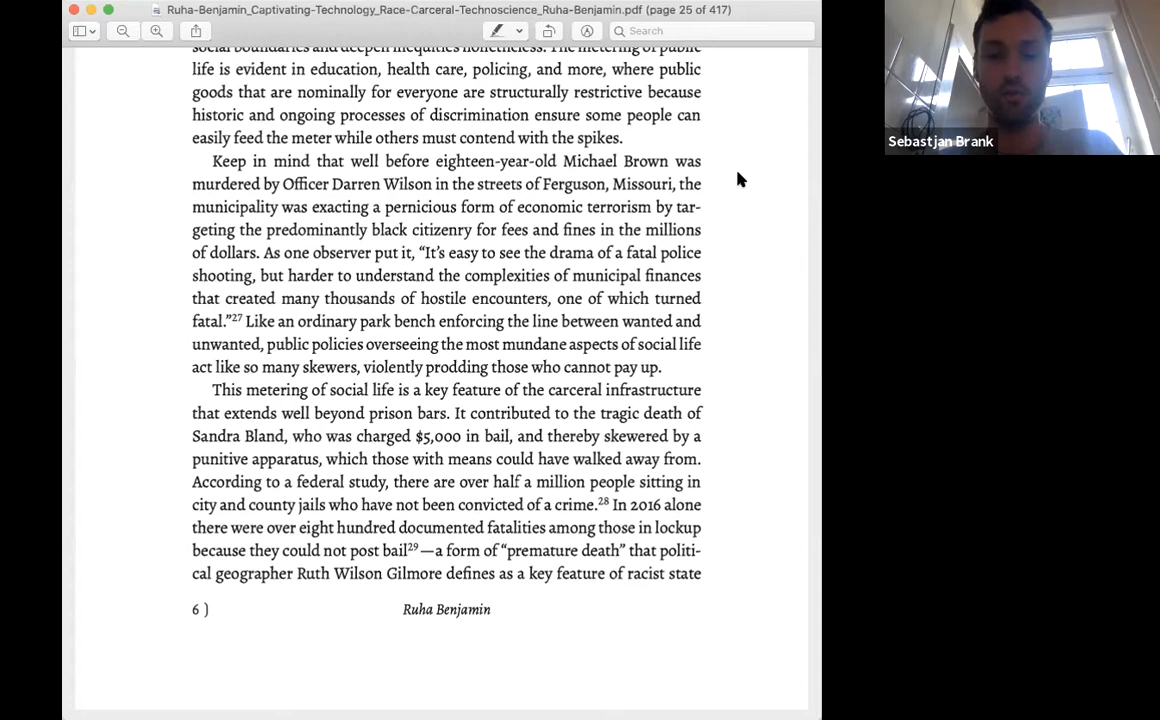 Ruha-Benjamin_Captivating-Technology_Race-Carceral-Technoscience_Ruha-Benjamin.pdf (page 25 of 417)
Search
social boundaries and deepen inequities nonetheless. The metering of public
life is evident in education, health care, policing, and more, where public
goods that are nominally for everyone are structurally restrictive because
historic and ongoing processes of discrimination ensure some people can
easily feed the meter while others must contend with the spikes.
Keep in mind that well before eighteen-year-old Michael Brown was
murdered by Officer Darren Wilson in the streets of Ferguson, Missouri, the
municipality was exacting a pernicious form of economic terrorism by tar-
geting the predominantly black citizenry for fees and fines in the millions
of dollars. As one observer put it, “It’s easy to see the drama of a fatal police
shooting, but harder to understand the complexities of municipal finances
that created many thousands of hostile encounters, one of which turned
fatal.”27 Like an ordinary park bench enforcing the line between wanted and
unwanted, public policies overseeing the most mundane aspects of social life
act like so many skewers, violently prodding those who cannot pay up.
This metering of social life is a key feature of the carceral infrastructure
that extends well beyond prison bars. It contributed to the tragic death of
Sandra Bland, who was charged $5,000 in bail, and thereby skewered by a
punitive apparatus, which those with means could have walked away from.
According to a federal study, there are over half a million people sitting in
city and county jails who have not been convicted of a crime.28 In 2016 alone
there were over eight hundred documented fatalities among those in lockup
because they could not post bail29—a form of “premature death” that politi-
cal geographer Ruth Wilson Gilmore defines as a key feature of racist state
6 ) Ruha Benjamin
Sebastjan Brank